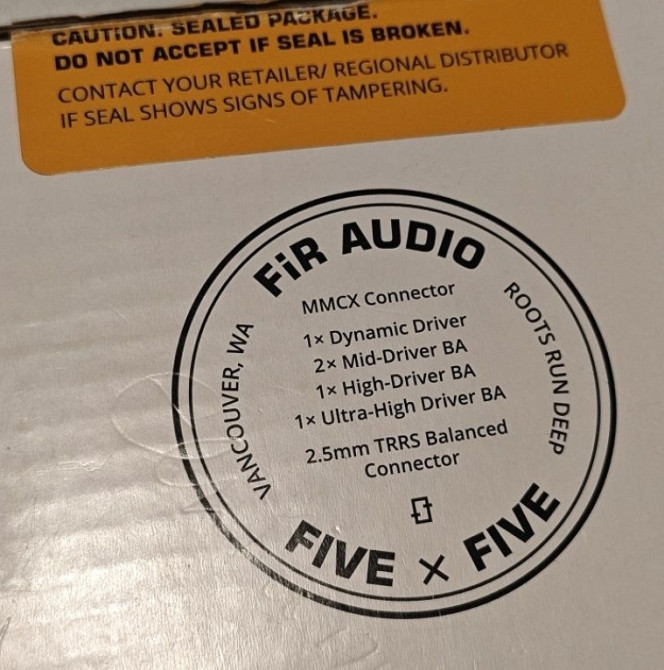 CAUTION: SEALED PACKAGE.
DO NOT ACCEPT IF SEAL IS BROKEN.
CONTACT YOUR RETAILER/ REGIONAL DISTRIBUTOR
IF SEAL SHOWS SIGNS OF TAMPERING.
FiR AUDIO
VANCOUVER, WA
ROOTS RUN DEEP
MMCX Connector
1× Dynamic Driver
2× Mid-Driver BA
1× High-Driver BA
1× Ultra-High Driver BA
2.5mm TRRS Balanced
Connector
FIVE × FIVE